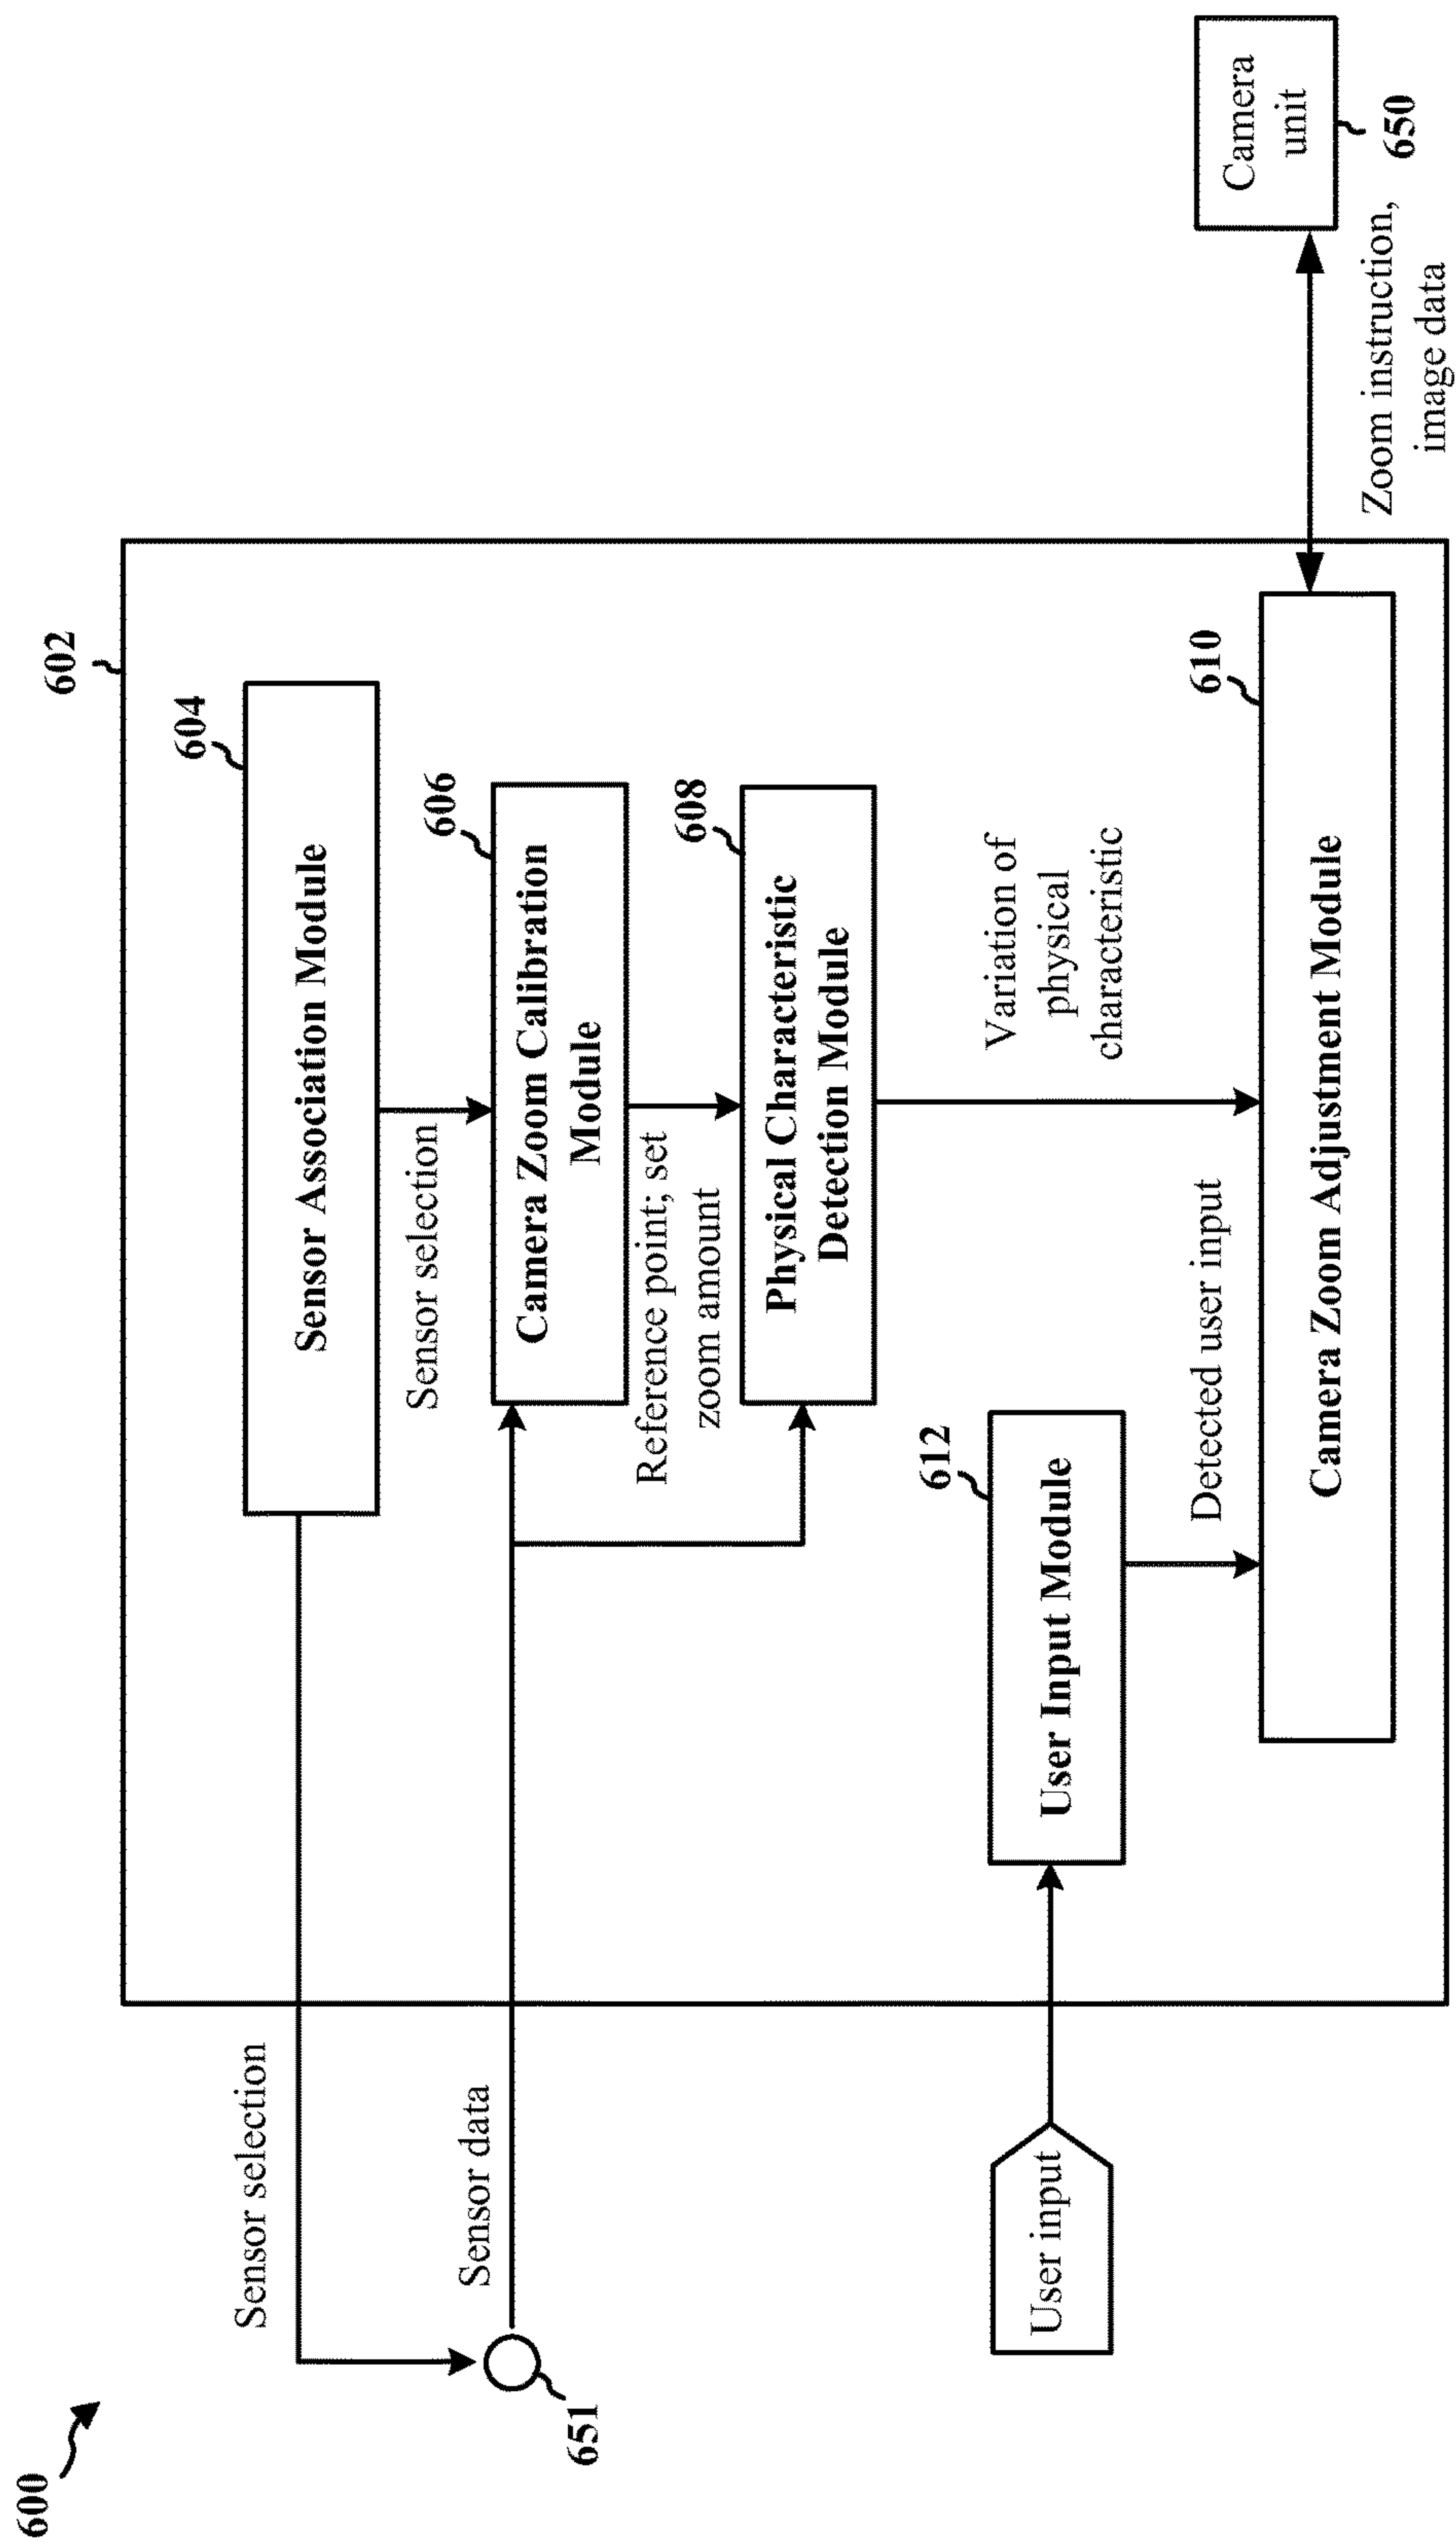 600
602
604
Sensor Association Module
Sensor selection
Sensor selection
606
Camera Zoom Calibration
Module
Sensor data
651
Reference point; set
zoom amount
608
Physical Characteristic
Detection Module
Variation of
physical
characteristic
612
User Input Module
User input
Detected user input
610
Camera Zoom Adjustment Module
Camera
unit
650
Zoom instruction,
image data